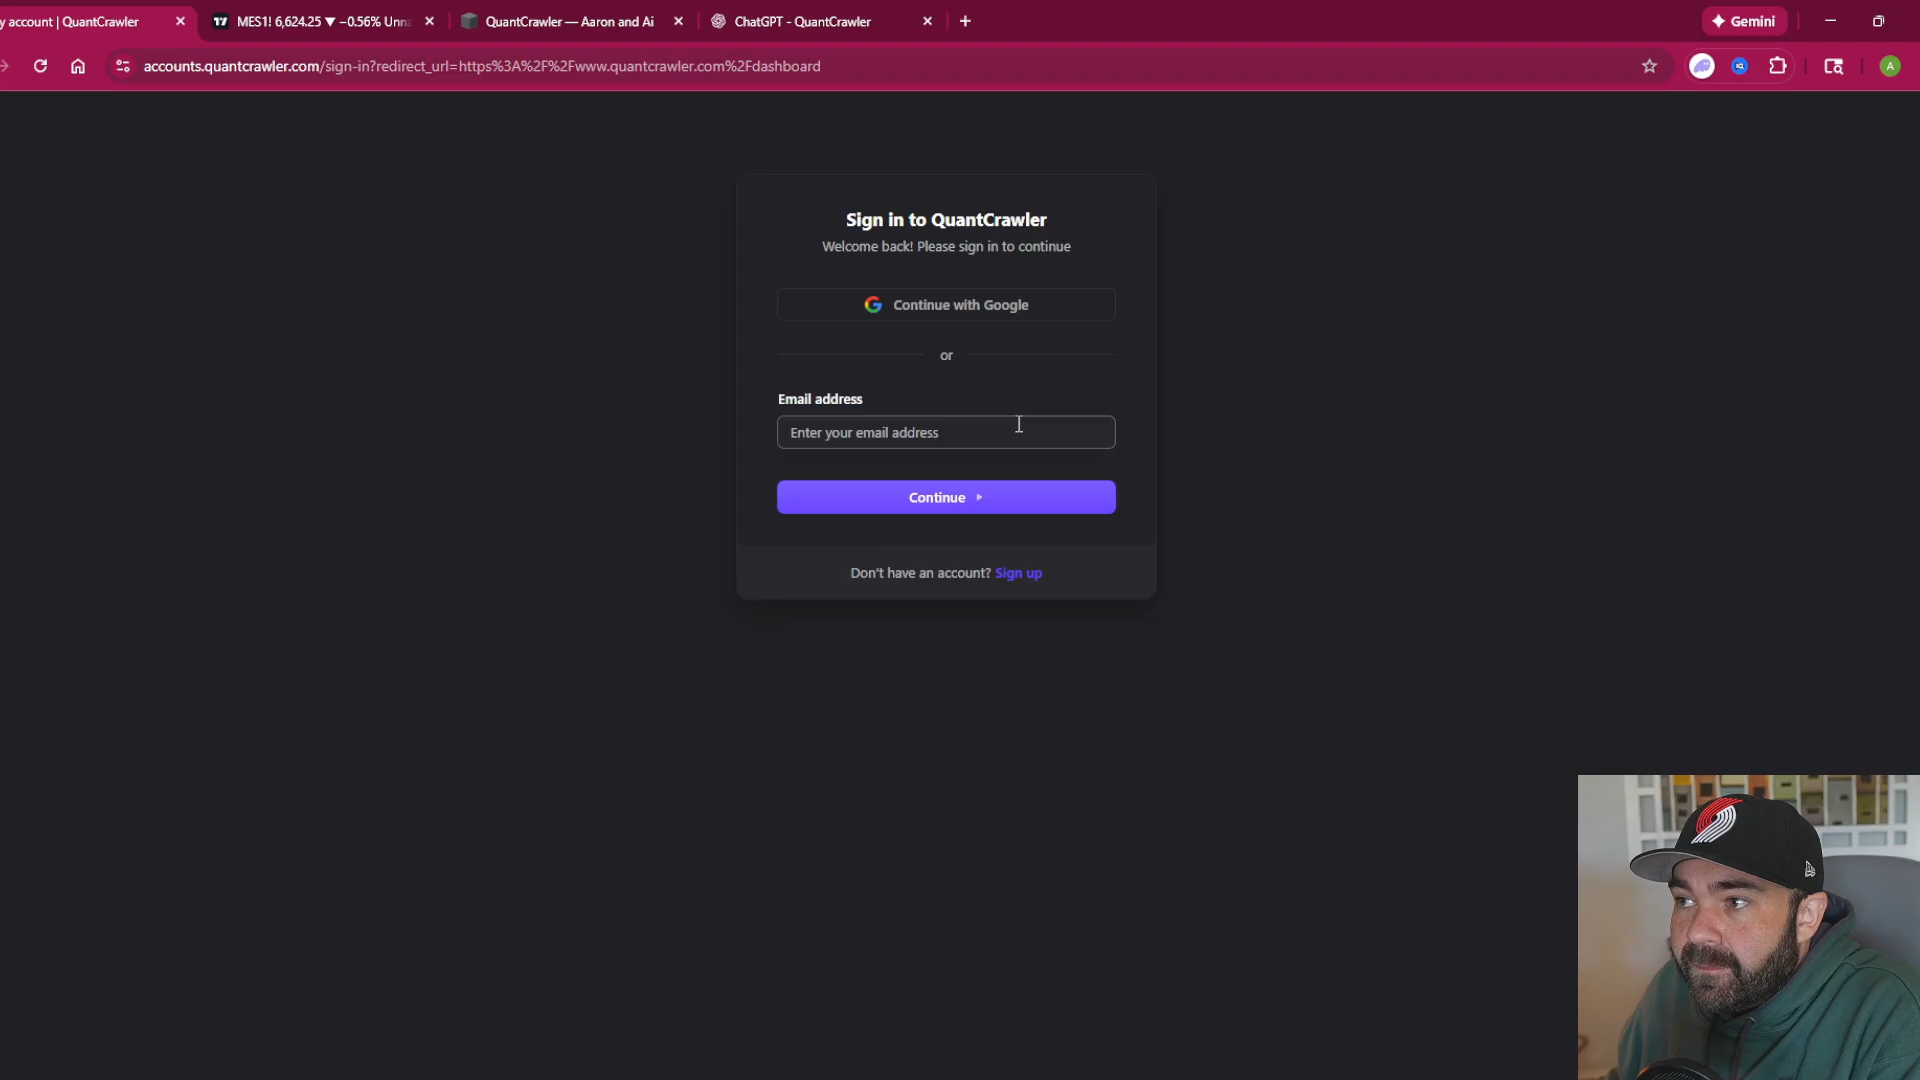 y account | QuantCrawler
MES1! 6,624.25 ▼ −0.56% Unna
QuantCrawler — Aaron and Ai
ChatGPT - QuantCrawler
Gemini
accounts.quantcrawler.com/sign-in?redirect_url=https%3A%2F%2Fwww.quantcrawler.com%2Fdashboard
A
Sign in to QuantCrawler
Welcome back! Please sign in to continue
Continue with Google
or
Email address
Enter your email address
Continue
Don't have an account? Sign up